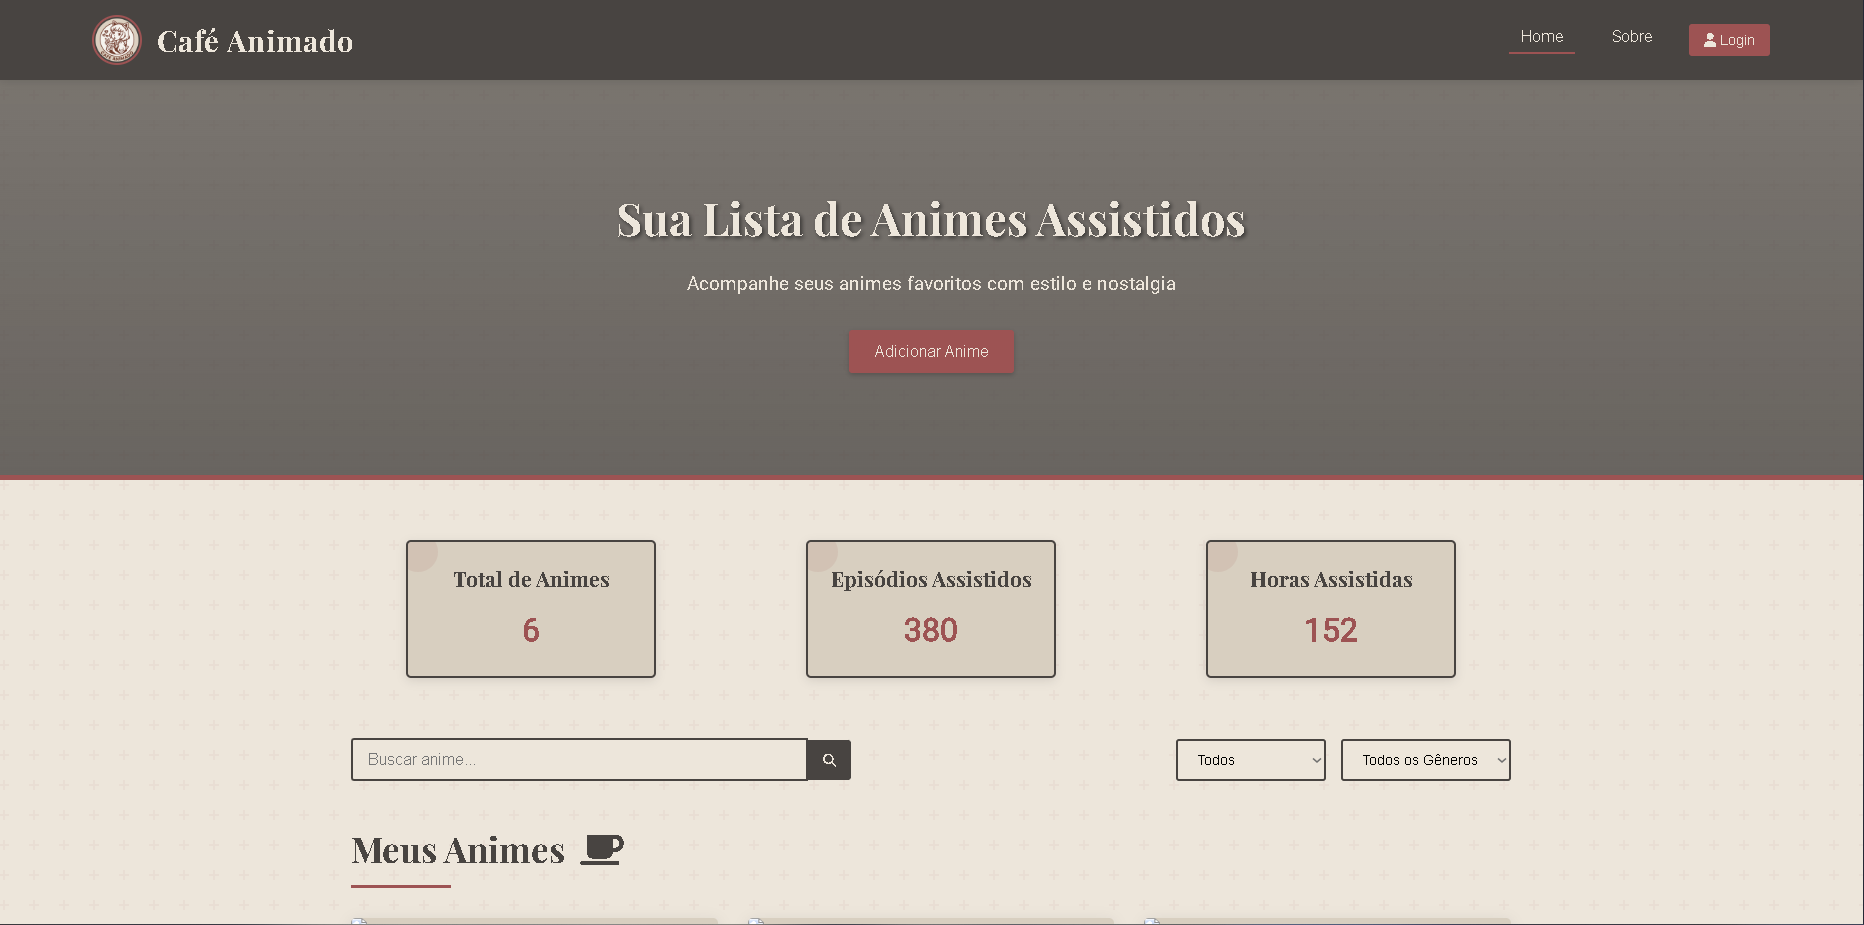 Café Animado
Home
Sobre
Login
Sua Lista de Animes Assistidos
Acompanhe seus animes favoritos com estilo e nostalgia
Adicionar Anime
Total de Animes
6
Episódios Assistidos
380
Horas Assistidas
152
Buscar anime...
Todos
Todos os Gêneros
Meus Animes